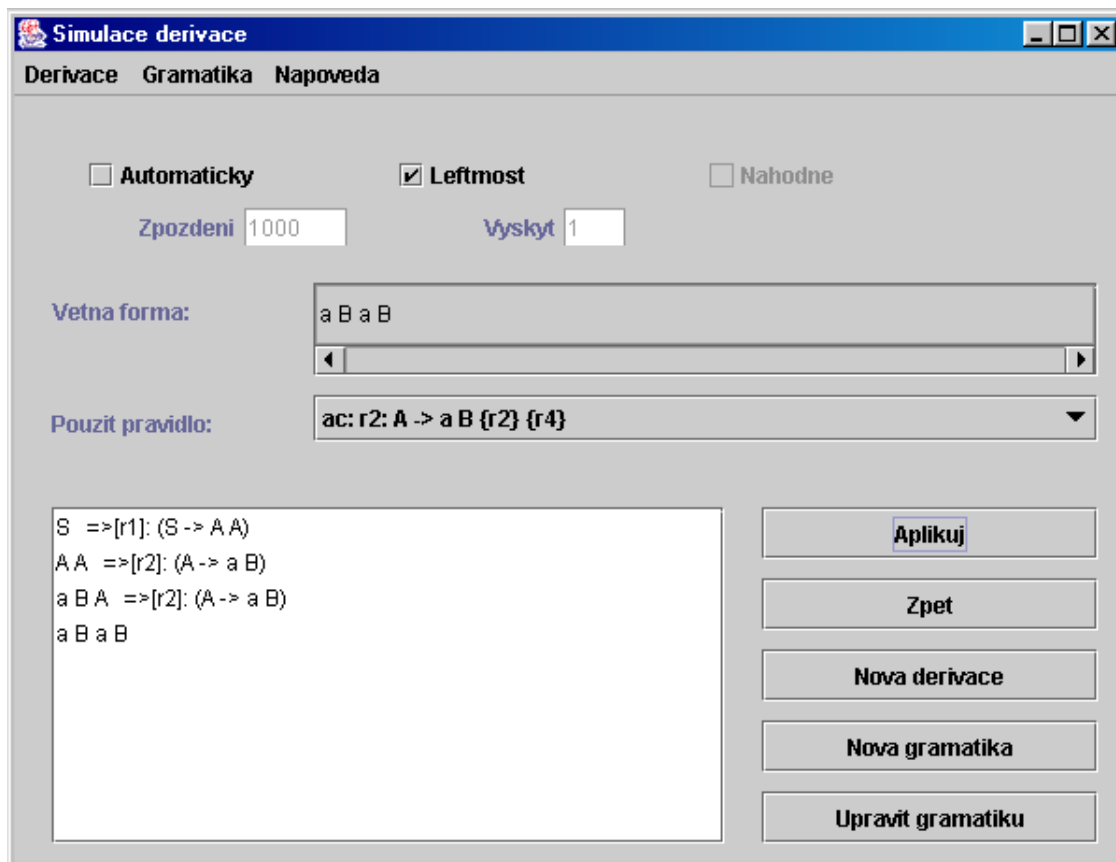 Simulace derivace
Derivace Gramatika Napoveda
Automaticky Leftmost Nahodne
Zpozdeni 1000 Vyskyt 1
Vetna forma: a B a B
Pouzit pravidlo: ac: r2: A -> a B {r2} {r4}
S =>[r1]: (S -> A A)
A A =>[r2]: (A -> a B)
a B A =>[r2]: (A -> a B)
a B a B
Aplikuj
Zpet
Nova derivace
Nova gramatika
Upravit gramatiku